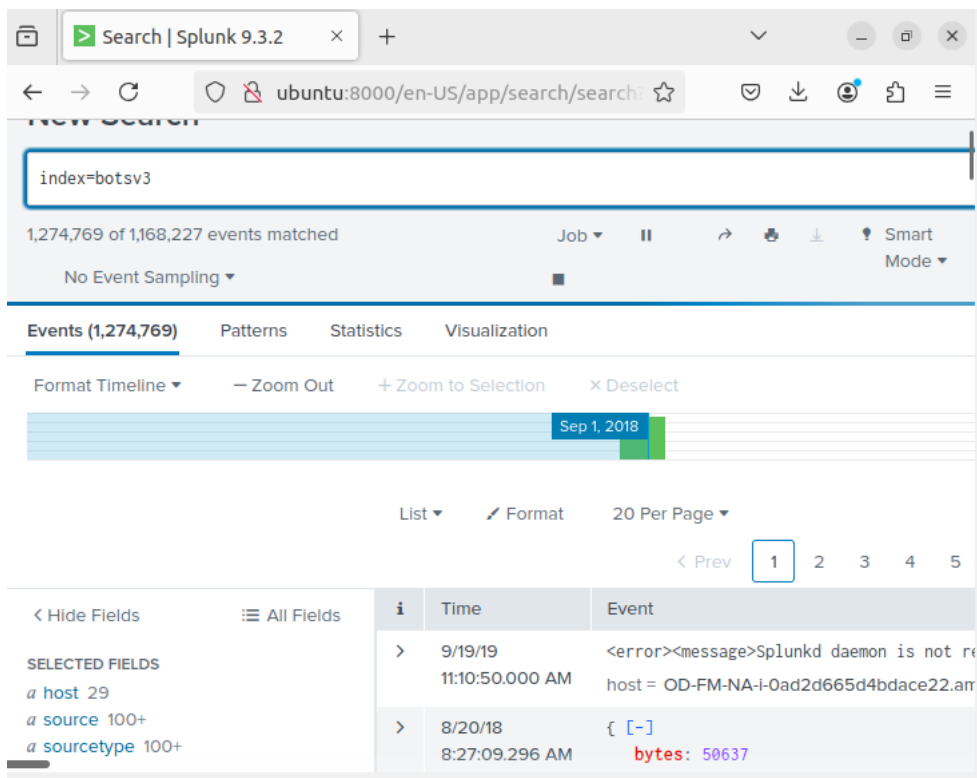 Search | Splunk 9.3.2
ubuntu:8000/en-US/app/search/search?
New Search
index=botsv3
1,274,769 of 1,168,227 events matched
Job
Smart Mode
No Event Sampling
Events (1,274,769) Patterns Statistics Visualization
Format Timeline — Zoom Out + Zoom to Selection × Deselect
Sep 1, 2018
List Format 20 Per Page
< Prev 1 2 3 4 5
< Hide Fields All Fields i Time Event
SELECTED FIELDS
a host 29
a source 100+
a sourcetype 100+
> 9/19/19 11:10:50.000 AM
<error><message>Splunkd daemon is not
host = OD-FM-NA-i-0ad2d665d4bdace22.am
> 8/20/18 8:27:09.296 AM
{ [-]
bytes: 50637